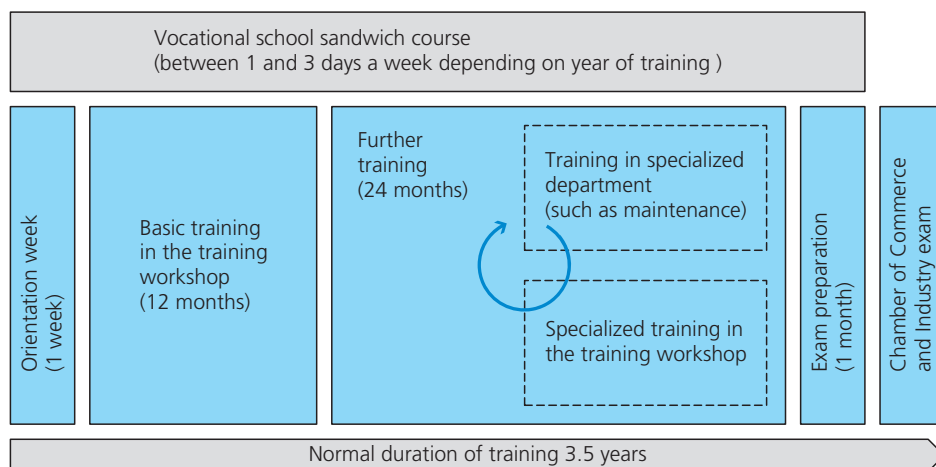 Vocational school sandwich course
(between 1 and 3 days a week depending on year of training )
Orientation week
(1 week)
Basic training
in the training
workshop
(12 months)
Further
training
(24 months)
Training in specialized
department
(such as maintenance)
Specialized training in
the training workshop
Exam preparation
(1 month)
Chamber of Commerce
and Industry exam
Normal duration of training 3.5 years